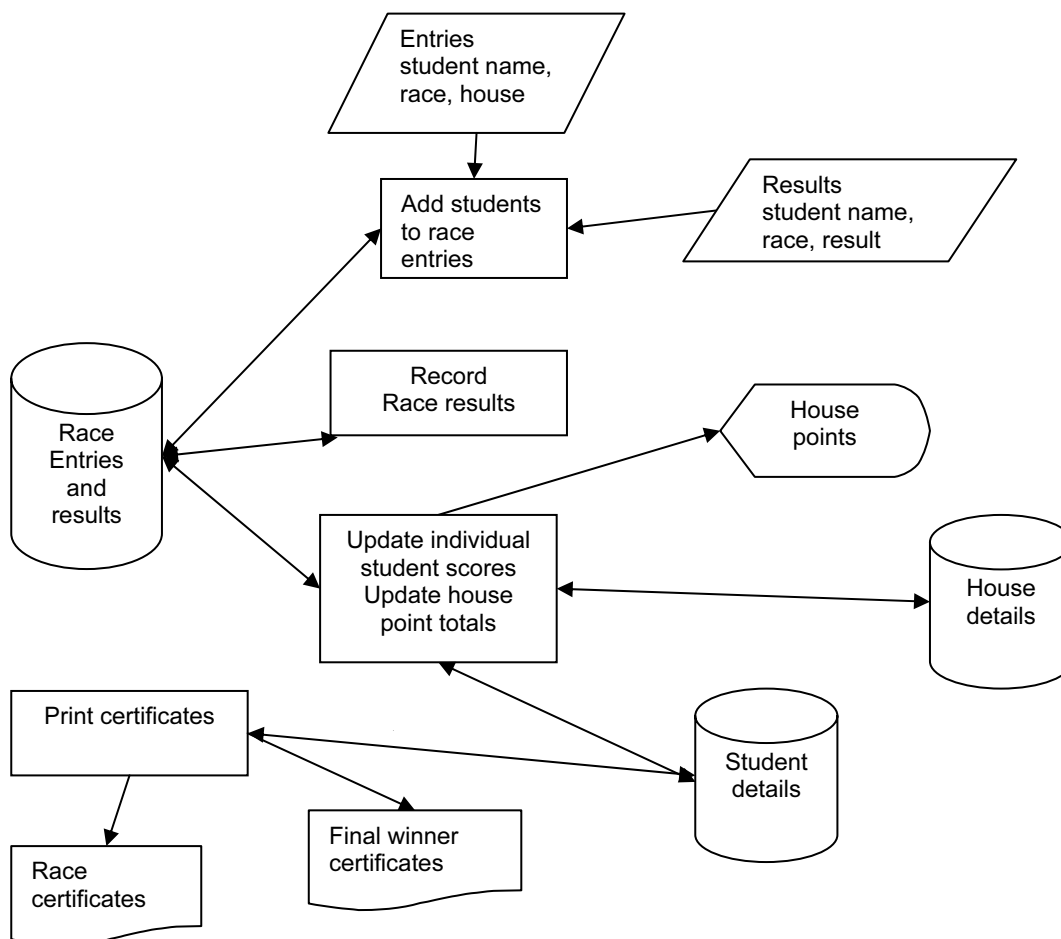 Entries
student name,
race, house
Results
student name,
race, result
Add students
to race
entries
Record
Race results
House
points
Race
Entries
and
results
Update individual
student scores
Update house
point totals
House
details
Print certificates
Student
details
Final winner
certificates
Race
certificates